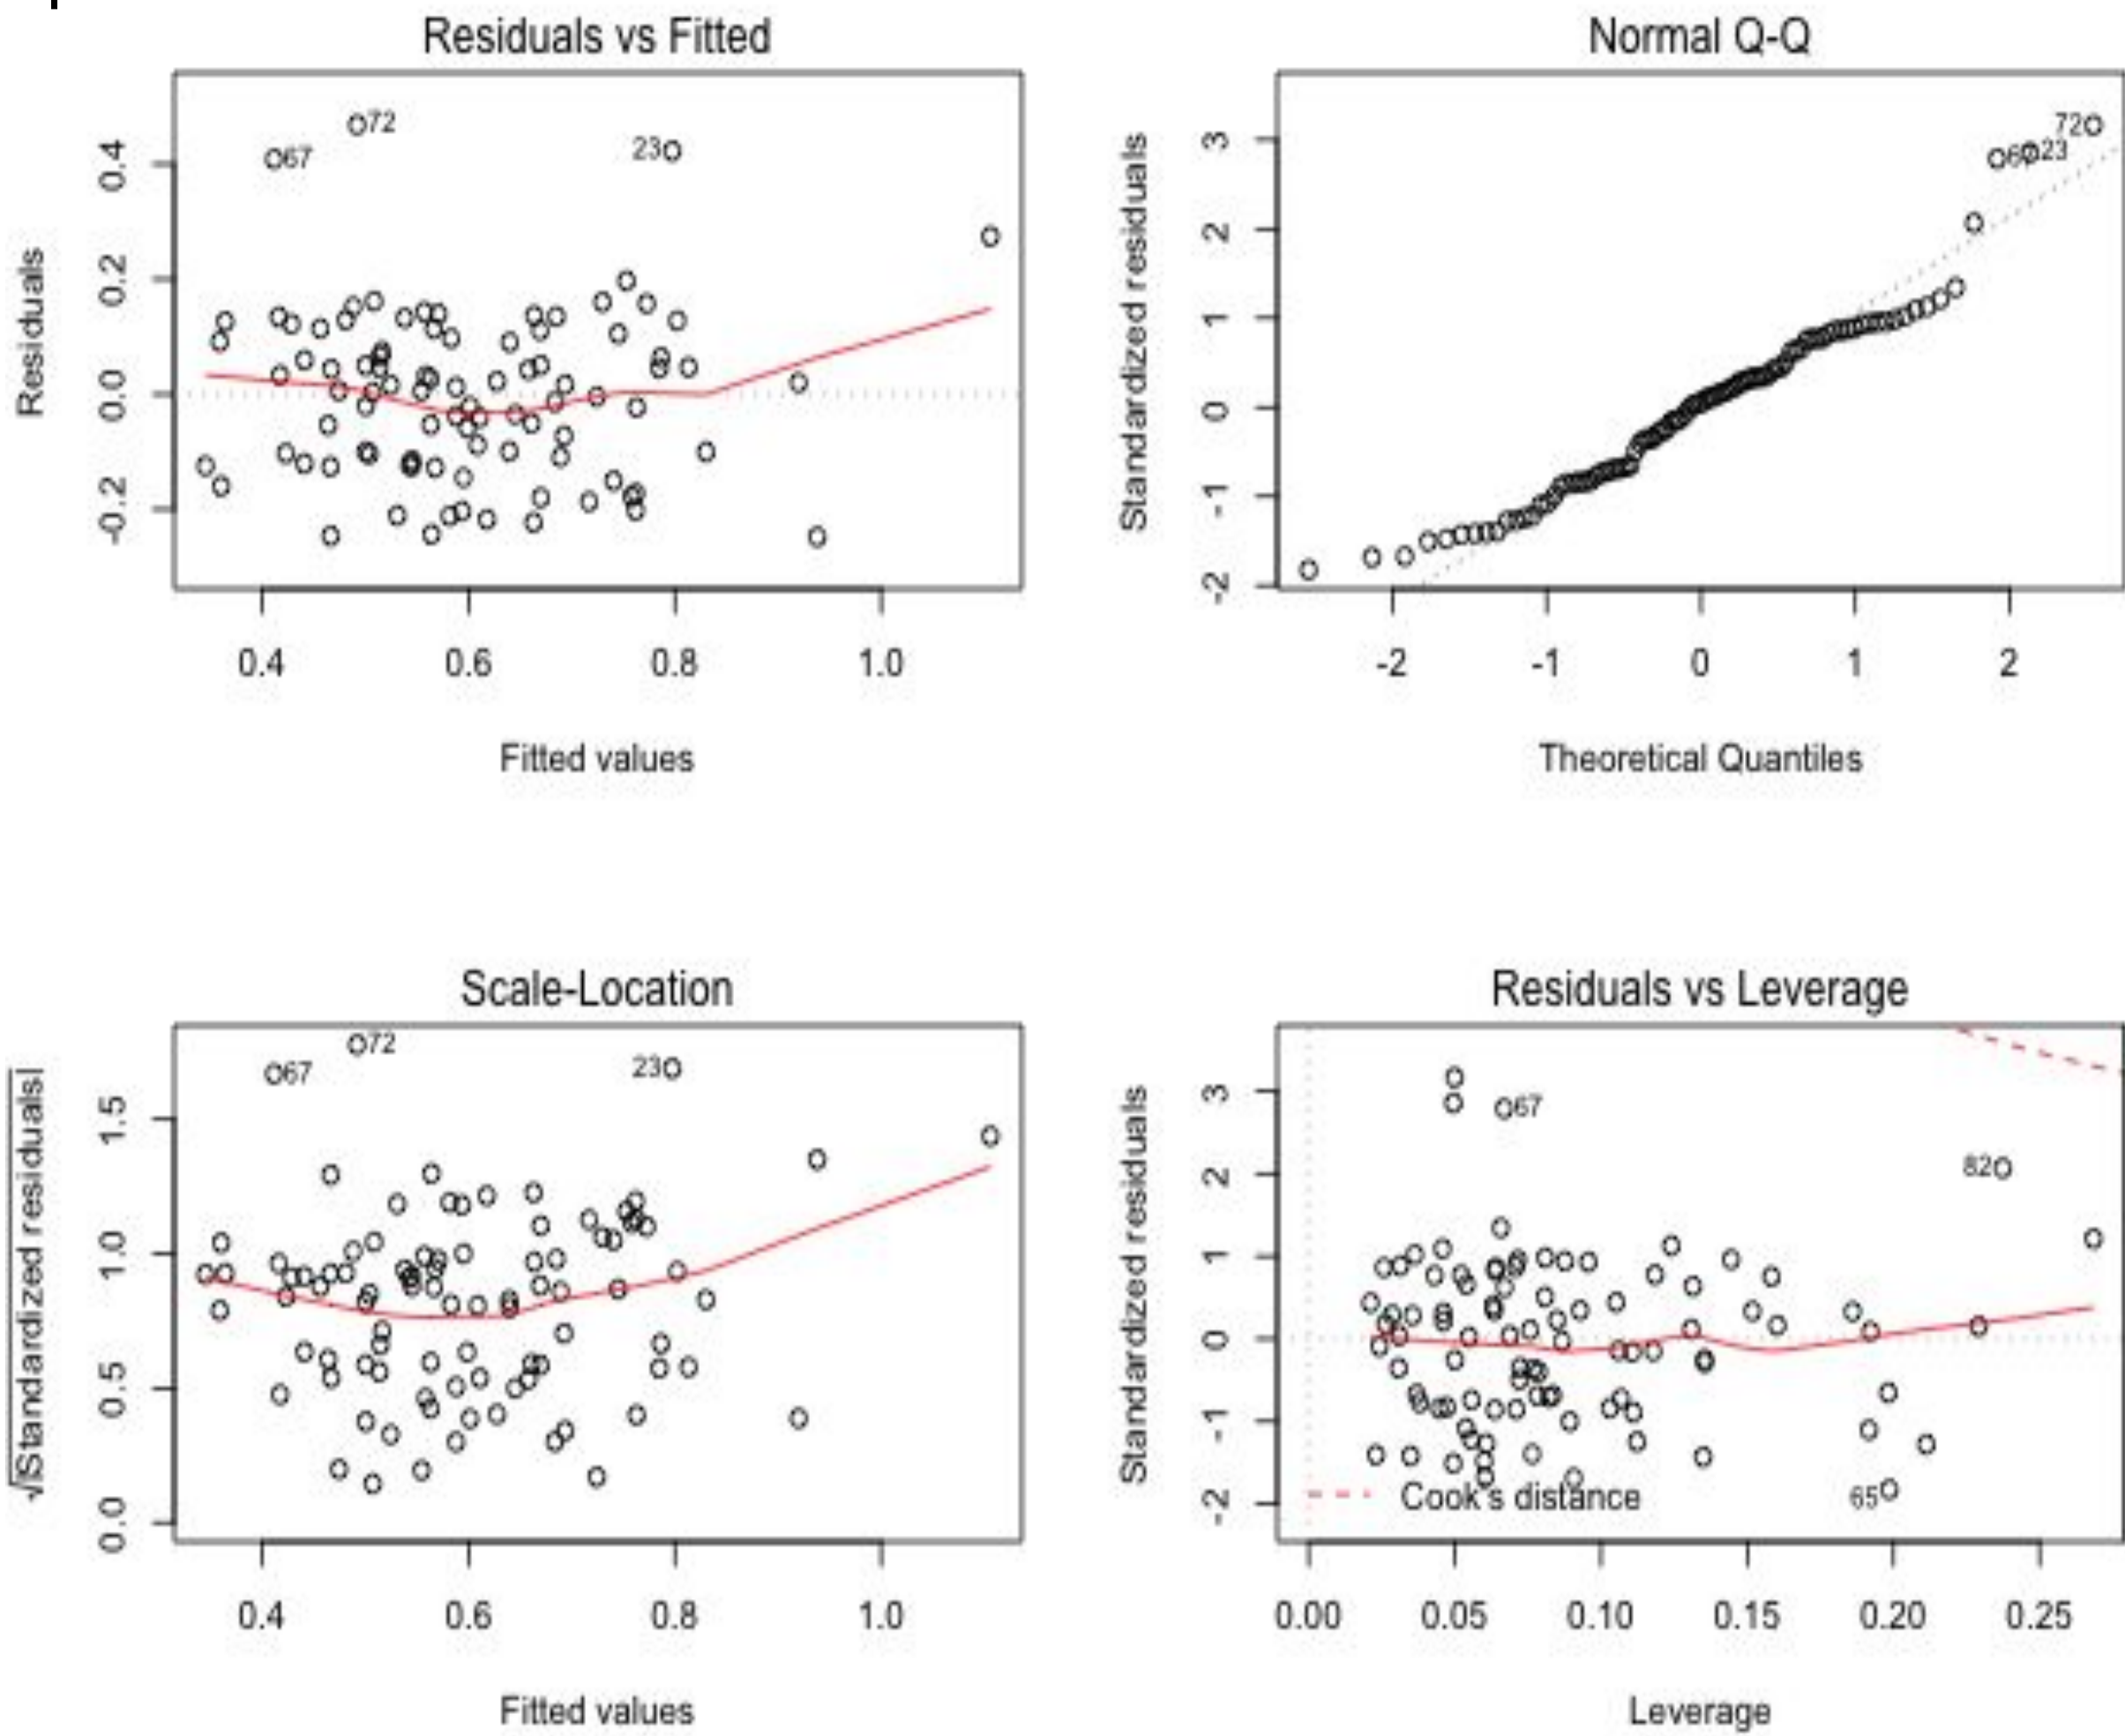 Residuals vs Fitted
Residuals
0.4
0.2
0.0
-0.2
72
67
23
0.4 0.6 0.8 1.0
Fitted values
Normal Q-Q
Standardized residuals
3
2
1
0
-1
-2
72
23
-2 -1 0 1 2
Theoretical Quantiles
Scale-Location
√|Standardized residuals|
1.5
1.0
0.5
0.0
72
67
23
0.4 0.6 0.8 1.0
Fitted values
Residuals vs Leverage
Standardized residuals
3
2
1
0
-1
-2
67
82
65
Cook's distance
0.00 0.05 0.10 0.15 0.20 0.25
Leverage